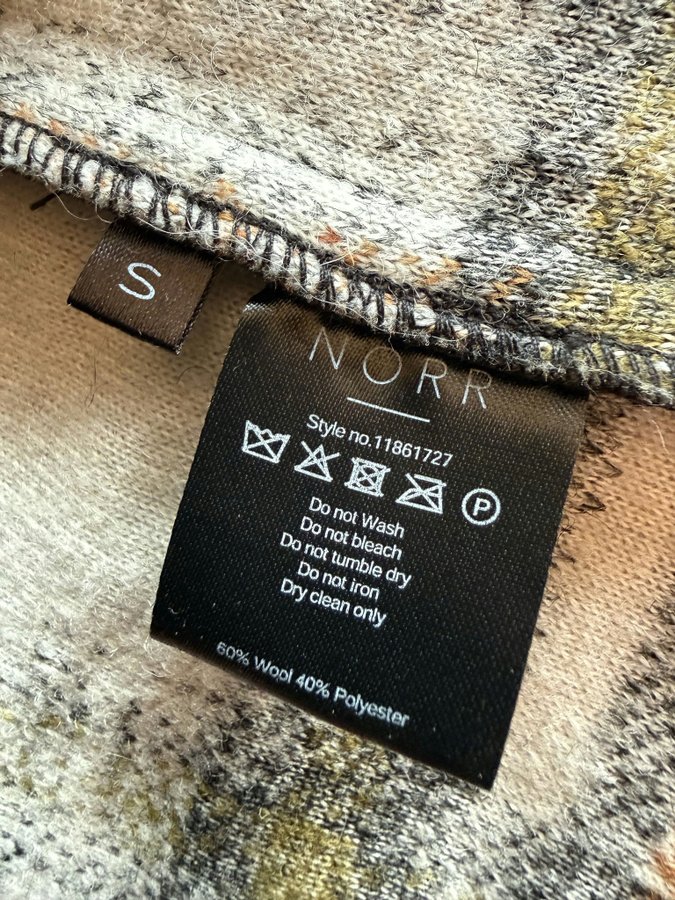 S
NORR
Style no.11861727
P
Do not Wash
Do not bleach
Do not tumble dry
Do not iron
Dry clean only
60% Wool 40% Polyester